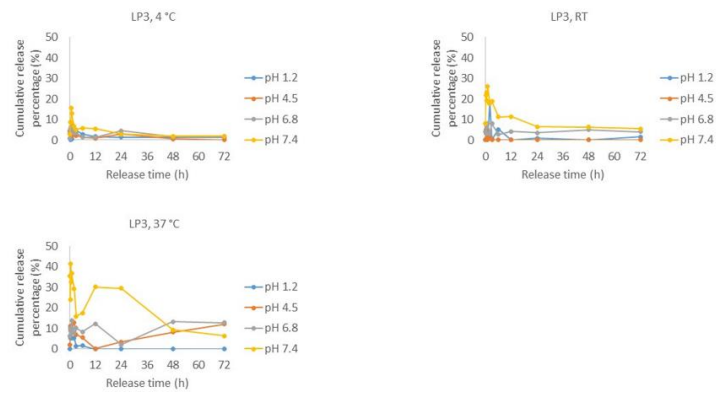 LP3, 4 °C
Cumulative release
percentage (%)
50
40
30
20
10
0
0 12 24 36 48 60 72
Release time (h)
pH 1.2
pH 4.5
pH 6.8
pH 7.4
LP3, RT
Cumulative release
percentage (%)
50
40
30
20
10
0
0 12 24 36 48 60 72
Release time (h)
pH 1.2
pH 4.5
pH 6.8
pH 7.4
LP3, 37 °C
Cumulative release
percentage (%)
50
40
30
20
10
0
0 12 24 36 48 60 72
Release time (h)
pH 1.2
pH 4.5
pH 6.8
pH 7.4